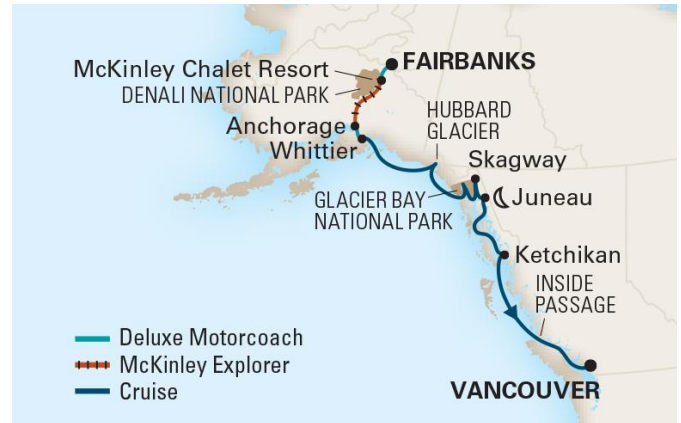 FAIRBANKS
McKinley Chalet Resort
DENALI NATIONAL PARK
HUBBARD
GLACIER
Anchorage
Whittier
Skagway
GLACIER BAY
NATIONAL PARK
Juneau
Ketchikan
INSIDE
PASSAGE
Deluxe Motorcoach
McKinley Explorer
Cruise
VANCOUVER